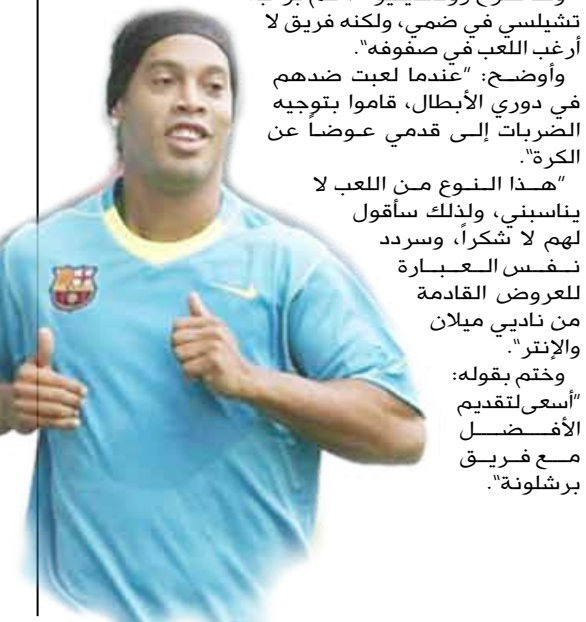 تشيلسي في ضمي، ولكنه فريق لا
أرغب اللعب في صفوفه".
وأوضح: "عندما لعبت ضدهم
في دوري الأبطال، قاموا بتوجيه
الضربات إلى قدمي عوضاً عن
الكرة".
"هذا النوع من اللعب لا
يناسبني، ولذلك سأقول
لهم لا شكراً، وسردد
نفس العبارة
للعروض القادمة
من ناديي ميلان
والإنتر".
وختم بقوله:
"أسعى لتقديم
الأفضل
مع فريق
برشلونة".